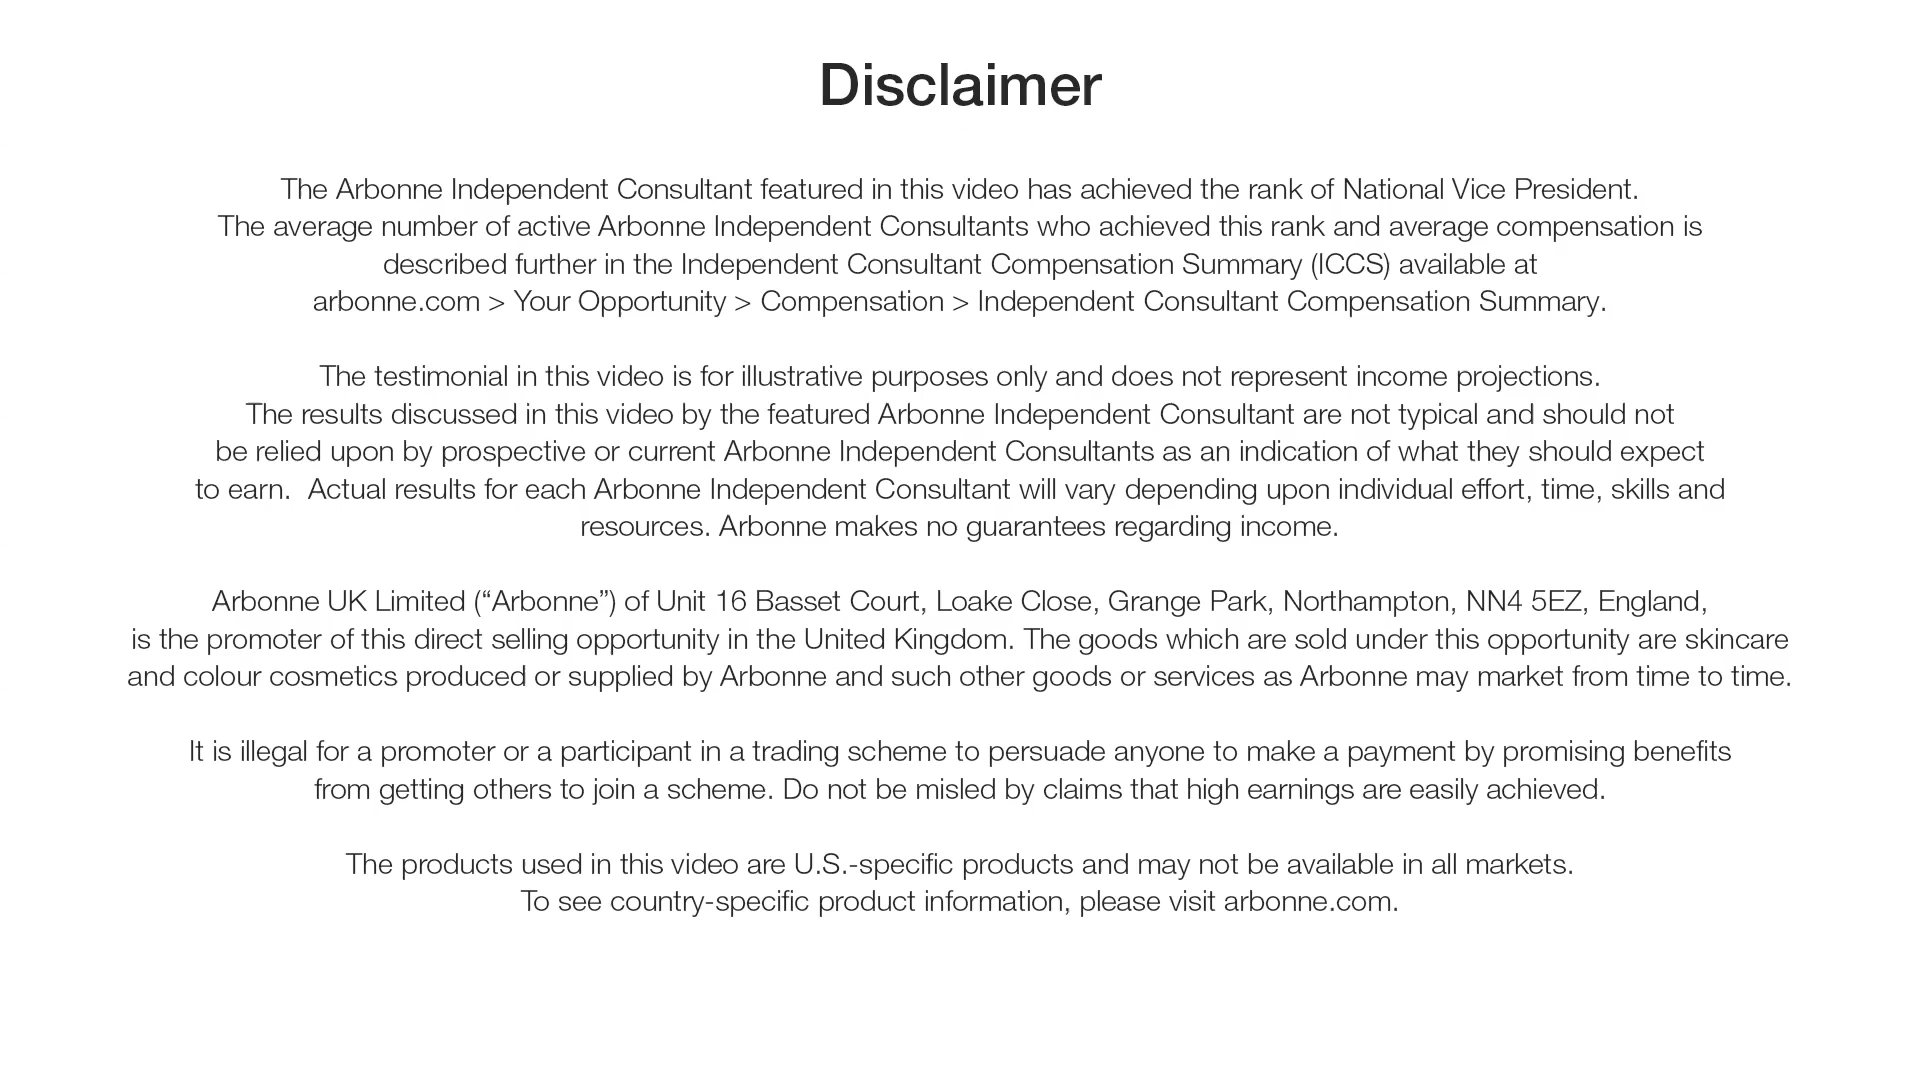 Disclaimer
The Arbonne Independent Consultant featured in this video has achieved the rank of National Vice President.
The average number of active Arbonne Independent Consultants who achieved this rank and average compensation is
described further in the Independent Consultant Compensation Summary (ICCS) available at
arbonne.com > Your Opportunity > Compensation > Independent Consultant Compensation Summary.
The testimonial in this video is for illustrative purposes only and does not represent income projections.
The results discussed in this video by the featured Arbonne Independent Consultant are not typical and should not
be relied upon by prospective or current Arbonne Independent Consultants as an indication of what they should expect
to earn.  Actual results for each Arbonne Independent Consultant will vary depending upon individual effort, time, skills and
resources. Arbonne makes no guarantees regarding income.
Arbonne UK Limited (“Arbonne”) of Unit 16 Basset Court, Loake Close, Grange Park, Northampton, NN4 5EZ, England,
is the promoter of this direct selling opportunity in the United Kingdom. The goods which are sold under this opportunity are skincare
and colour cosmetics produced or supplied by Arbonne and such other goods or services as Arbonne may market from time to time.
It is illegal for a promoter or a participant in a trading scheme to persuade anyone to make a payment by promising benefits
from getting others to join a scheme. Do not be misled by claims that high earnings are easily achieved.
The products used in this video are U.S.-specific products and may not be available in all markets.
To see country-specific product information, please visit arbonne.com.